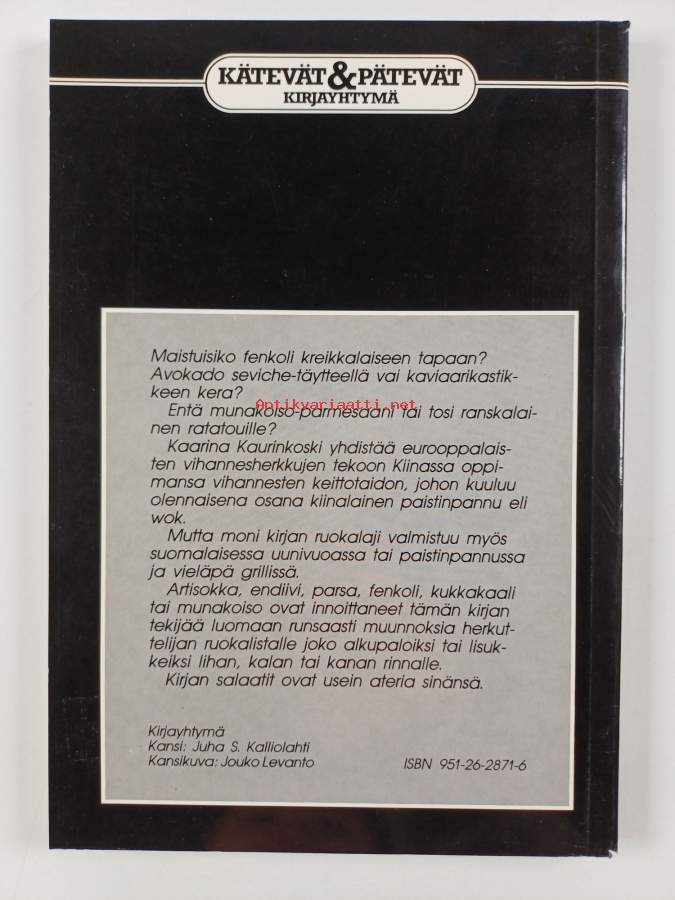 KÄTEVÄT&PÄTEVÄT
KIRJAYHTYMÄ
Maistuisiko fenkoli kreikkalaiseen tapaan?
Avokado seviche-täytteellä vai kaviaarikastik-
keen kera?
Antikvariaatti.net
Entä munakoiso-parmesaani tai tosi ranskalai-
nen ratatouille?
Kaarina Kaurinkoski yhdistää eurooppalais-
ten vihannesherkkujen tekoon Kiinassa oppi-
mansa vihannesten keittotaidon, johon kuuluu
olennaisena osana kiinalainen paistinpannu eli
wok.
Mutta moni kirjan ruokalaji valmistuu myös
suomalaisessa uunivuoassa tai paistinpannussa
ja vieläpä grillissä.
Artisokka, endiivi, parsa, fenkoli, kukkakaali
tai munakoiso ovat innoittaneet tämän kirjan
tekijää luomaan runsaasti muunnoksia herkut-
telijan ruokalistalle joko alkupaloiksi tai lisuk-
keiksi lihan, kalan tai kanan rinnalle.
Kirjan salaatit ovat usein ateria sinänsä.
Kirjayhtymä
Kansi: Juha S. Kalliolahti
Kansikuva: Jouko Levanto
ISBN 951-26-2871-6